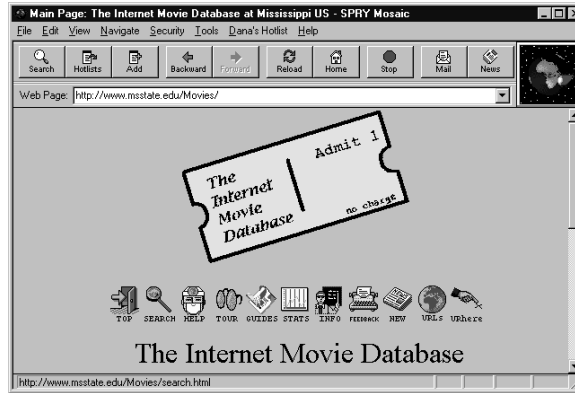 Main Page: The Internet Movie Database at Mississippi US - SPRY Mosaic
File Edit View Navigate Security Tools Dana's Hotlist Help
Search Hotlists Add Backward Forward Reload Home Stop Mail News
Web Page: http://www.msstate.edu/Movies/
Admit 1
The
Internet
Movie
Database
no charge
TOP SEARCH HELP TOUR GUIDES STATS INFO FEEDBACK NEW URLs URhere
The Internet Movie Database
http://www.msstate.edu/Movies/search.html